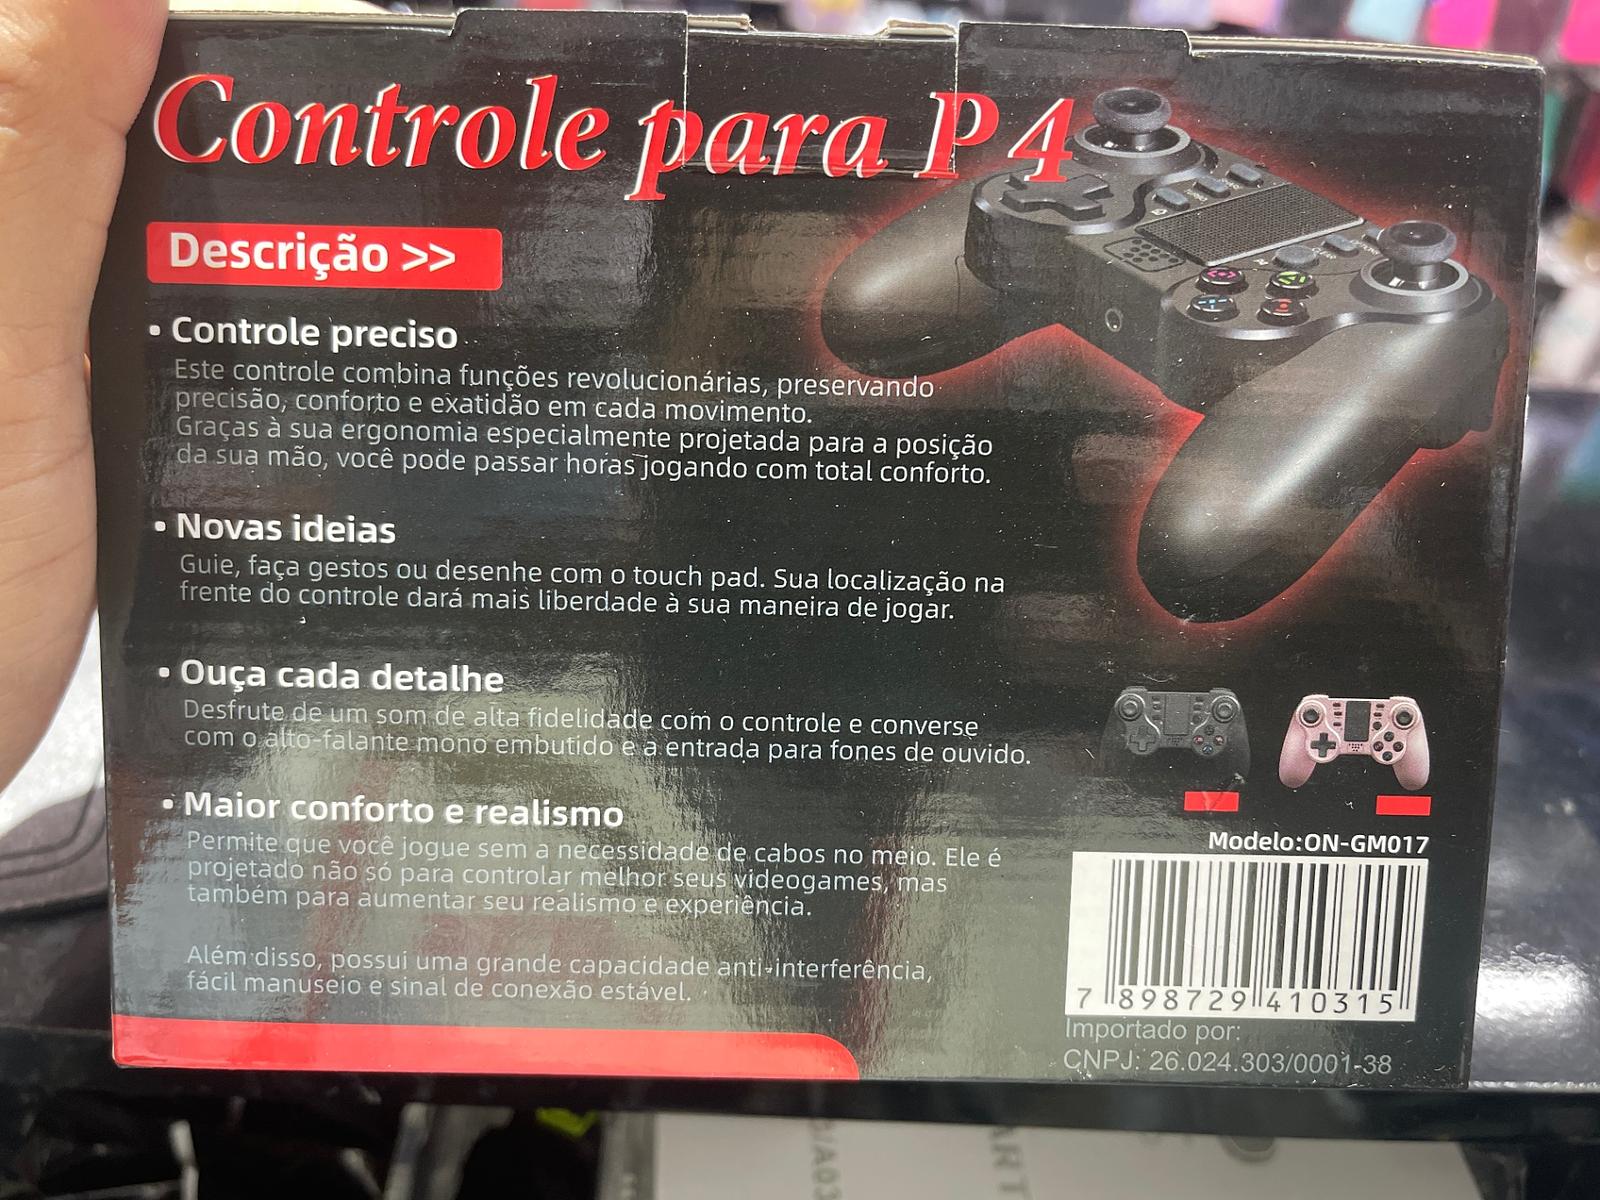 Controle para P4
Descrição >>
• Controle preciso
Este controle combina funções revolucionárias, preservando
precisão, conforto e exatidão em cada movimento.
Graças à sua ergonomia especialmente projetada para a posição
da sua mão, você pode passar horas jogando com total conforto.
• Novas ideias
Guie, faça gestos ou desenhe com o touch pad. Sua localização na
frente do controle dará mais liberdade à sua maneira de jogar.
• Ouça cada detalhe
Desfrute de um som de alta fidelidade com o controle e converse
com o alto-falante mono embutido e a entrada para fones de ouvido.
• Maior conforto e realismo
Permite que você jogue sem a necessidade de cabos no meio. Ele é
projetado não só para controlar melhor seus videogames, mas
também para aumentar seu realismo e experiência.
Além disso, possui uma grande capacidade anti-interferência,
fácil manuseio e sinal de conexão estável.
Modelo:ON-GM017
7 898729 410315
Importado por:
CNPJ: 26.024.303/0001-38